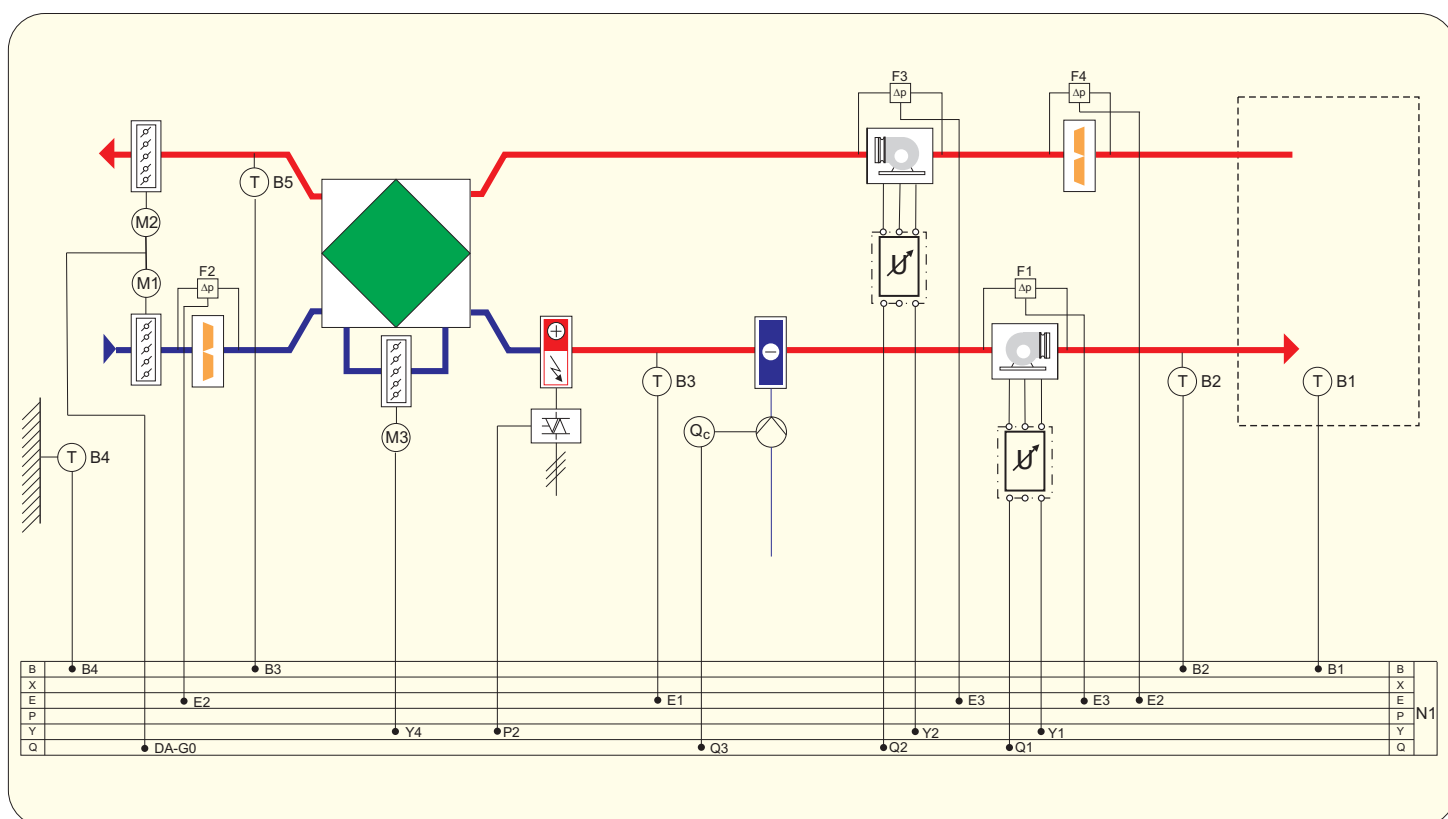 F3
F4
Δp
Δp
T
B5
M2
F2
F1
M1
Δp
Δp
T
B3
T
B2
T
B1
U
U
M3
Qc
T
B4
B
B4
B3
B2
B1
B
X
X
E
E2
E1
E3
E3
E2
E
P
P
N1
Y
Y4
P2
Y2
Y1
Y
Q
DA-G0
Q3
Q2
Q1
Q